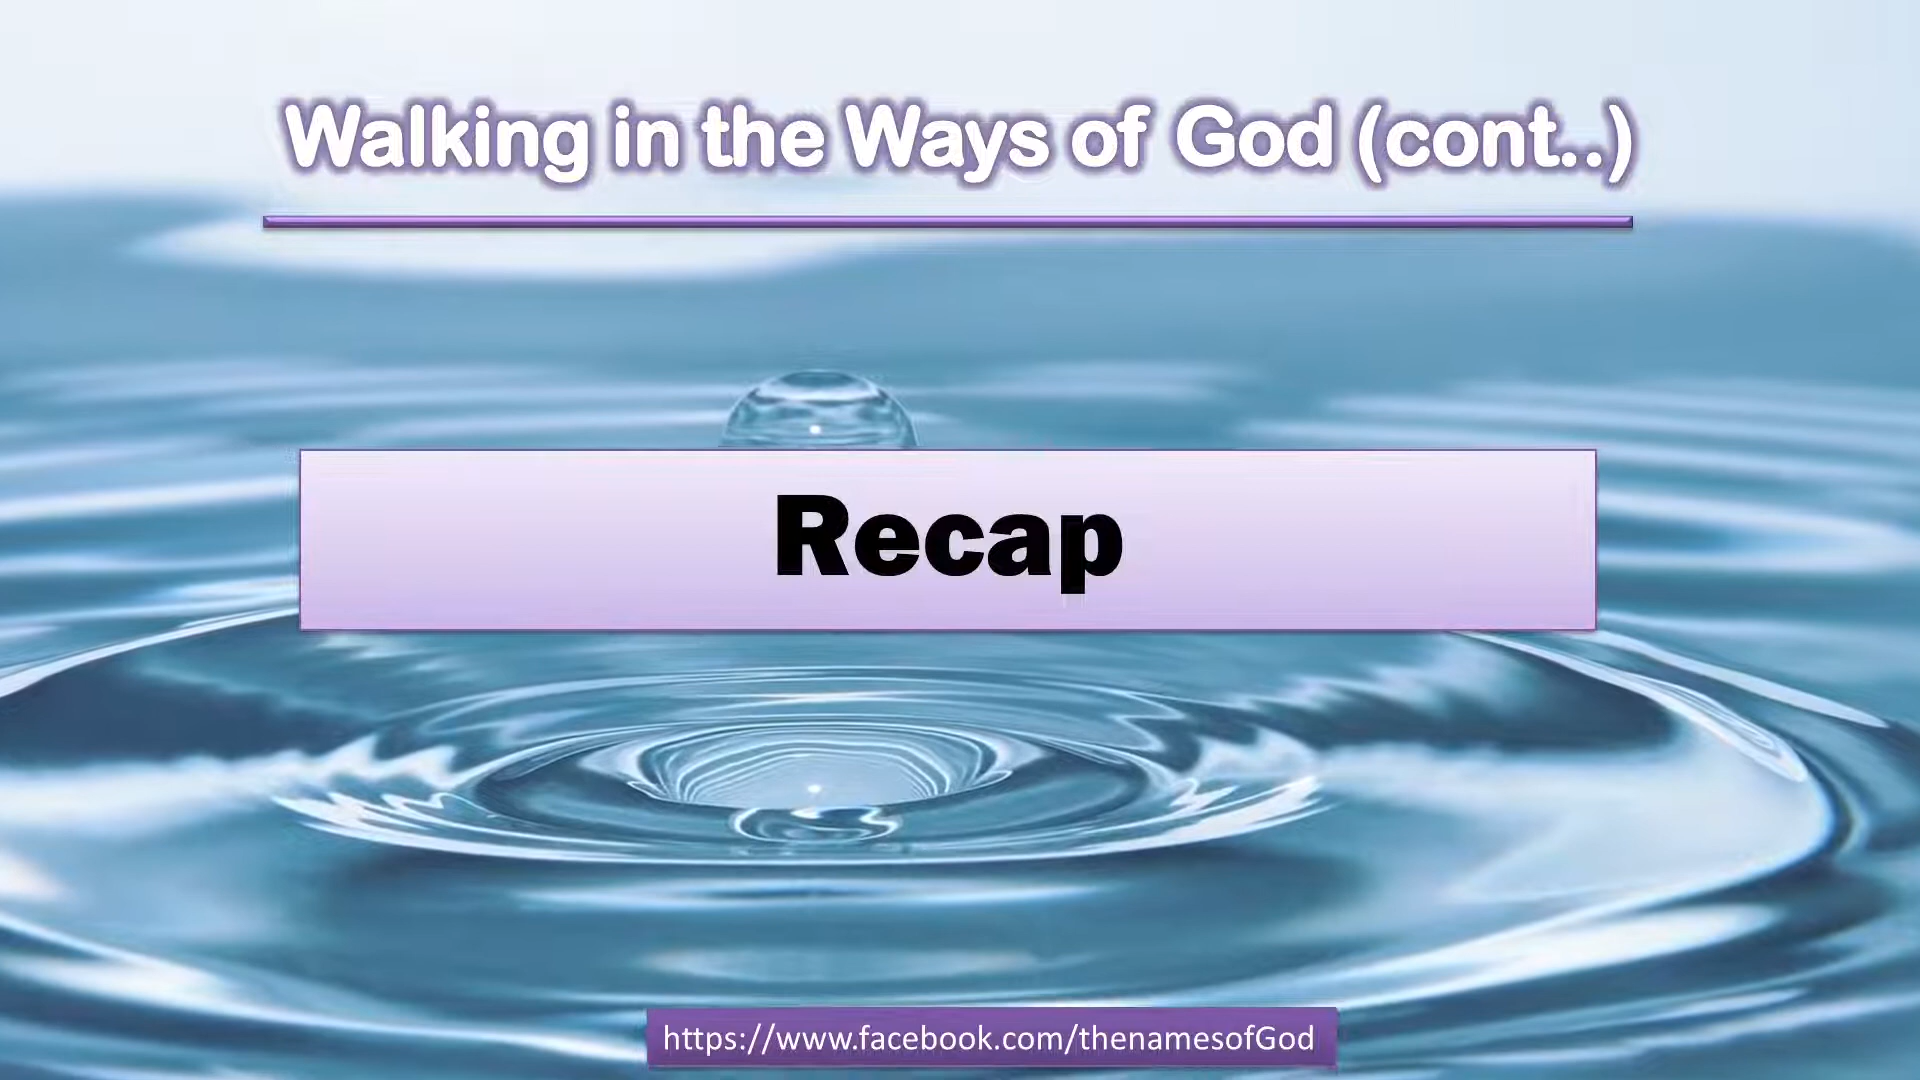 Walking in the Ways of God (cont..)
Recap
https://www.facebook.com/thenamesofGod